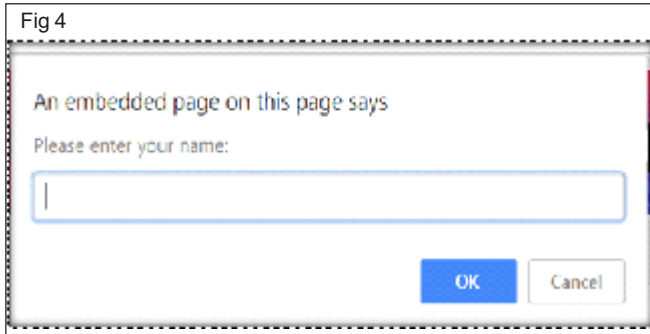 Fig 4
An embedded page on this page says
Please enter your name:
OK Cancel